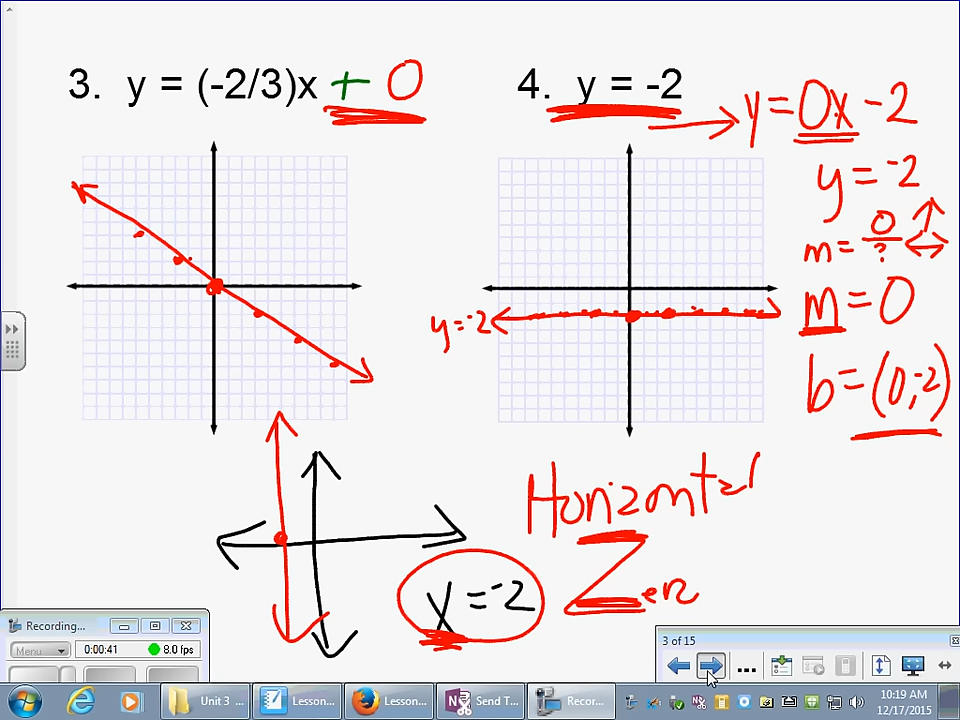 3. y = (-2/3)x + 0
4. y = -2
y = 0x - 2
y = -2
m = 0/?
m = 0
b = (0, -2)
y = -2
Horizontal
Zer
x = -2
Recording...
Menu
0:00:41
8.0 fps
3 of 15
Unit 3
Lesson...
Lesson...
Send T...
Recor...
10:19 AM
12/17/2015